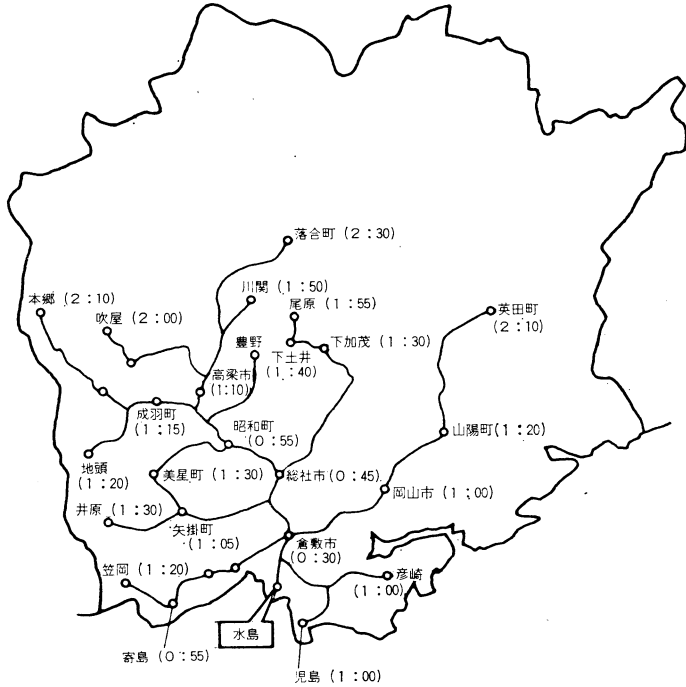 落合町(2：30)
川関(1：50)
本郷(2：10)
尾原(1：55)
吹屋(2：00)
英田町
(2：10)
豊野
下加茂(1：30)
下土井
(1：40)
高梁市
(1:10)
成羽町
(1：15)
昭和町
(0：55)
山陽町(1：20)
地頭
(1：20)
美星町(1：30)
総社市(0：45)
岡山市(1：00)
井原(1：30)
矢掛町
(1：05)
倉敷市
(0：30)
笠岡(1：20)
彦崎
(1：00)
水島
寄島(0：55)
児島(1：00)